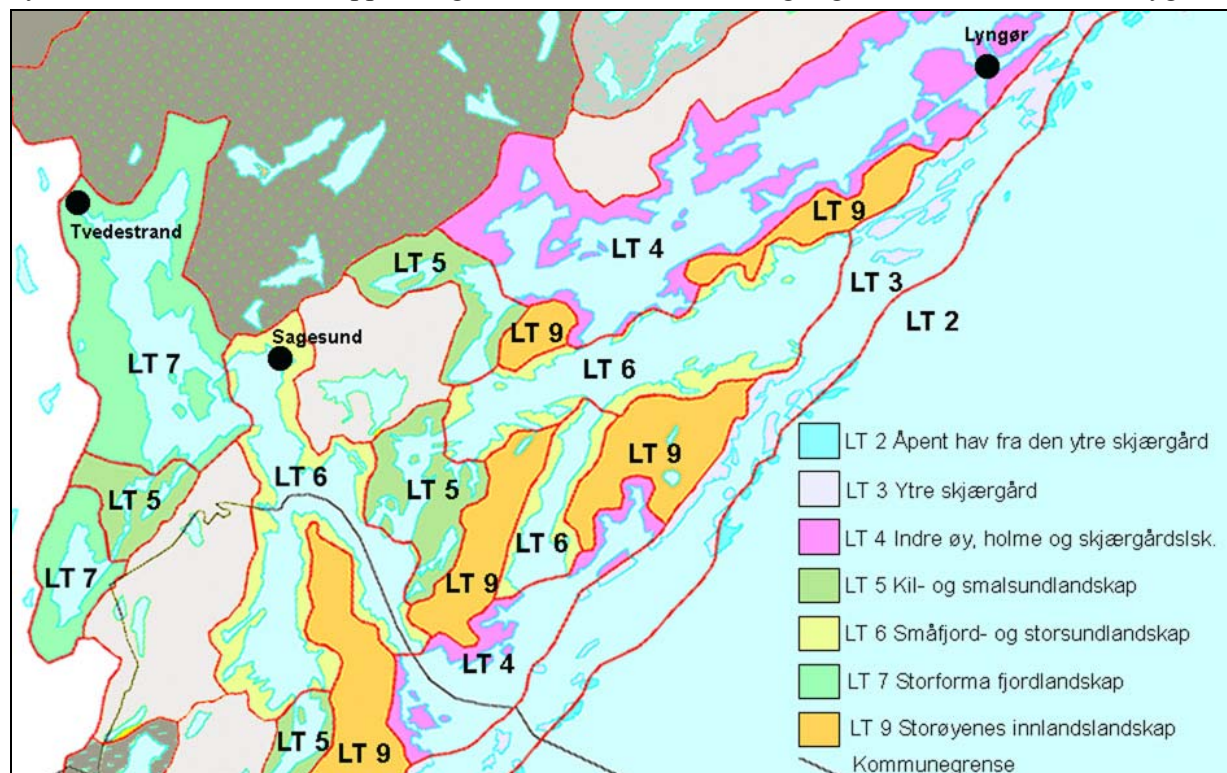 Lyngør
Tvedestrand
LT 9
LT 4
LT 5
LT 3
LT 2
Sagesund
LT 9
LT 7
LT 6
LT 9
LT 6
LT 5
LT 5
LT 6
LT 7
LT 9
LT 4
LT 5
LT 9
LT 2 Åpent hav fra den ytre skjærgård
LT 3 Ytre skjærgård
LT 4 Indre øy, holme og skjærgårdslsk.
LT 5 Kil- og smalsundlandskap
LT 6 Småfjord- og storsundlandskap
LT 7 Storforma fjordlandskap
LT 9 Storøyenes innlandslandskap
Kommunegrense